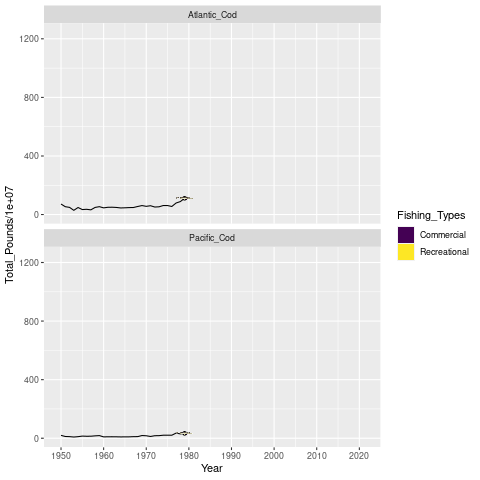 Atlantic_Cod
1200
800
400
0
Total_Pounds/1e+07
Pacific_Cod
1200
800
400
0
1950 1960 1970 1980 1990 2000 2010 2020
Year
Fishing_Types
Commercial
Recreational